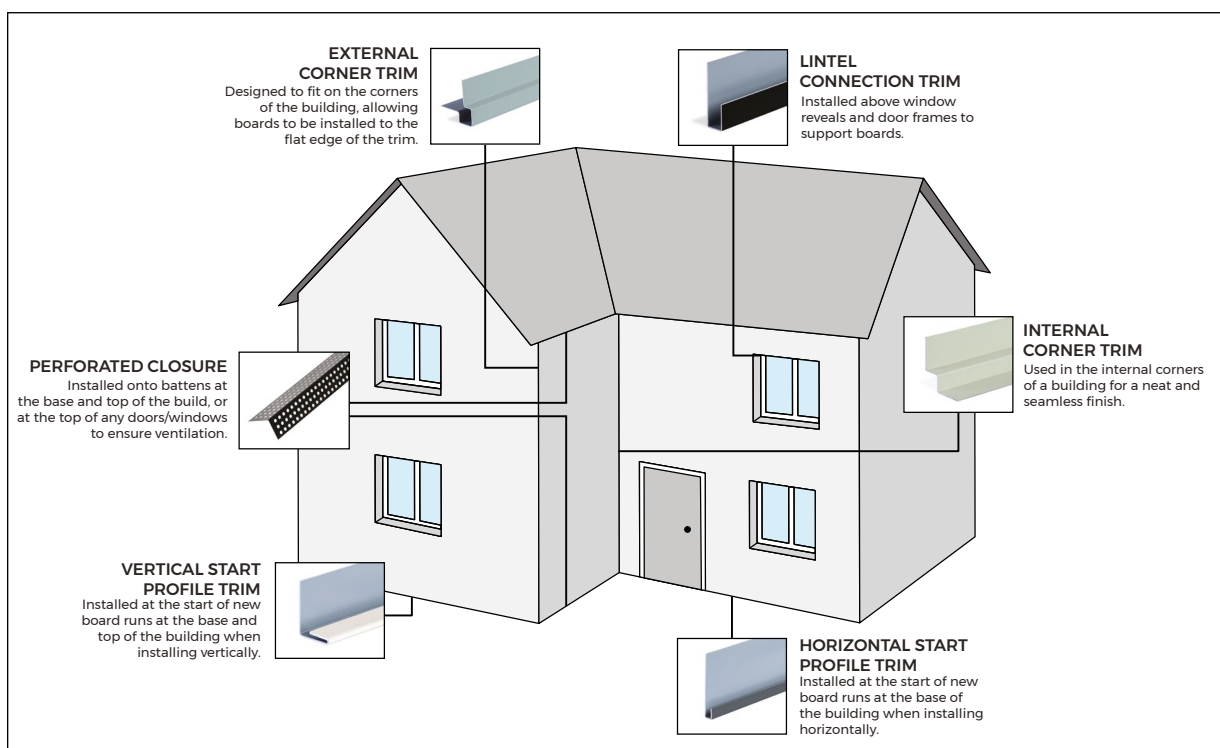 EXTERNAL
CORNER TRIM
Designed to fit on the corners
of the building, allowing
boards to be installed to the
flat edge of the trim.
LINTEL
CONNECTION TRIM
Installed above window
reveals and door frames to
support boards.
PERFORATED CLOSURE
Installed onto battens at
the base and top of the build, or
at the top of any doors/windows
to ensure ventilation.
INTERNAL
CORNER TRIM
Used in the internal corners
of a building for a neat and
seamless finish.
VERTICAL START
PROFILE TRIM
Installed at the start of new
board runs at the base and
top of the building when
installing vertically.
HORIZONTAL START
PROFILE TRIM
Installed at the start of new
board runs at the base of
the building when installing
horizontally.